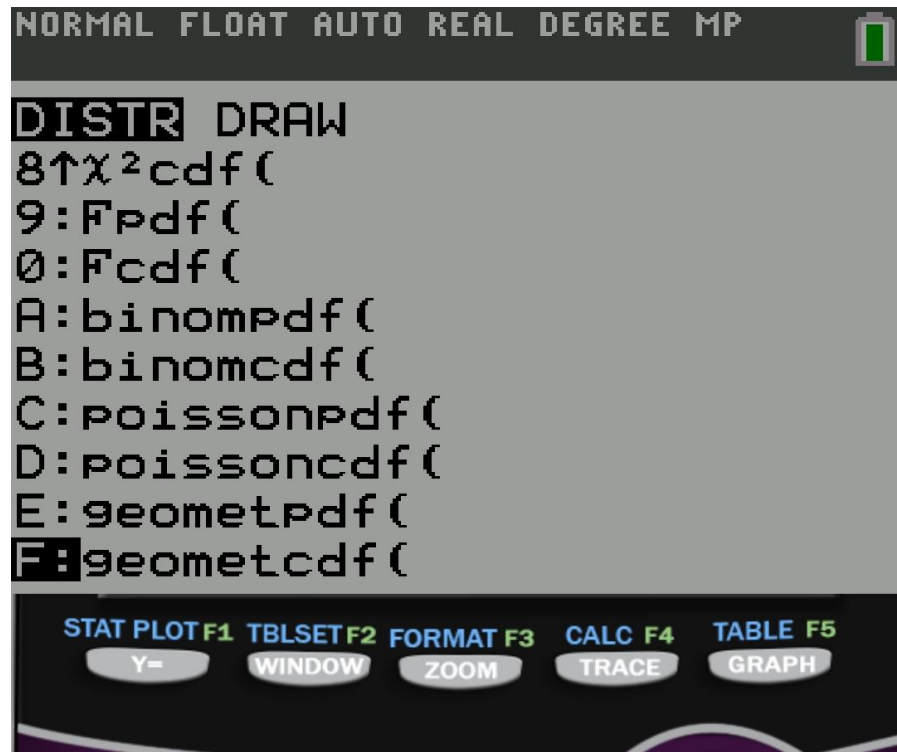 NORMAL FLOAT AUTO REAL DEGREE MP
DISTR DRAW
8↑χ²cdf(
9:Fpdf(
0:Fcdf(
A:binompdf(
B:binomcdf(
C:poissonpdf(
D:poissoncdf(
E:geometpdf(
F:geometcdf(
STAT PLOT F1 TBLSET F2 FORMAT F3 CALC F4 TABLE F5
Y= WINDOW ZOOM TRACE GRAPH